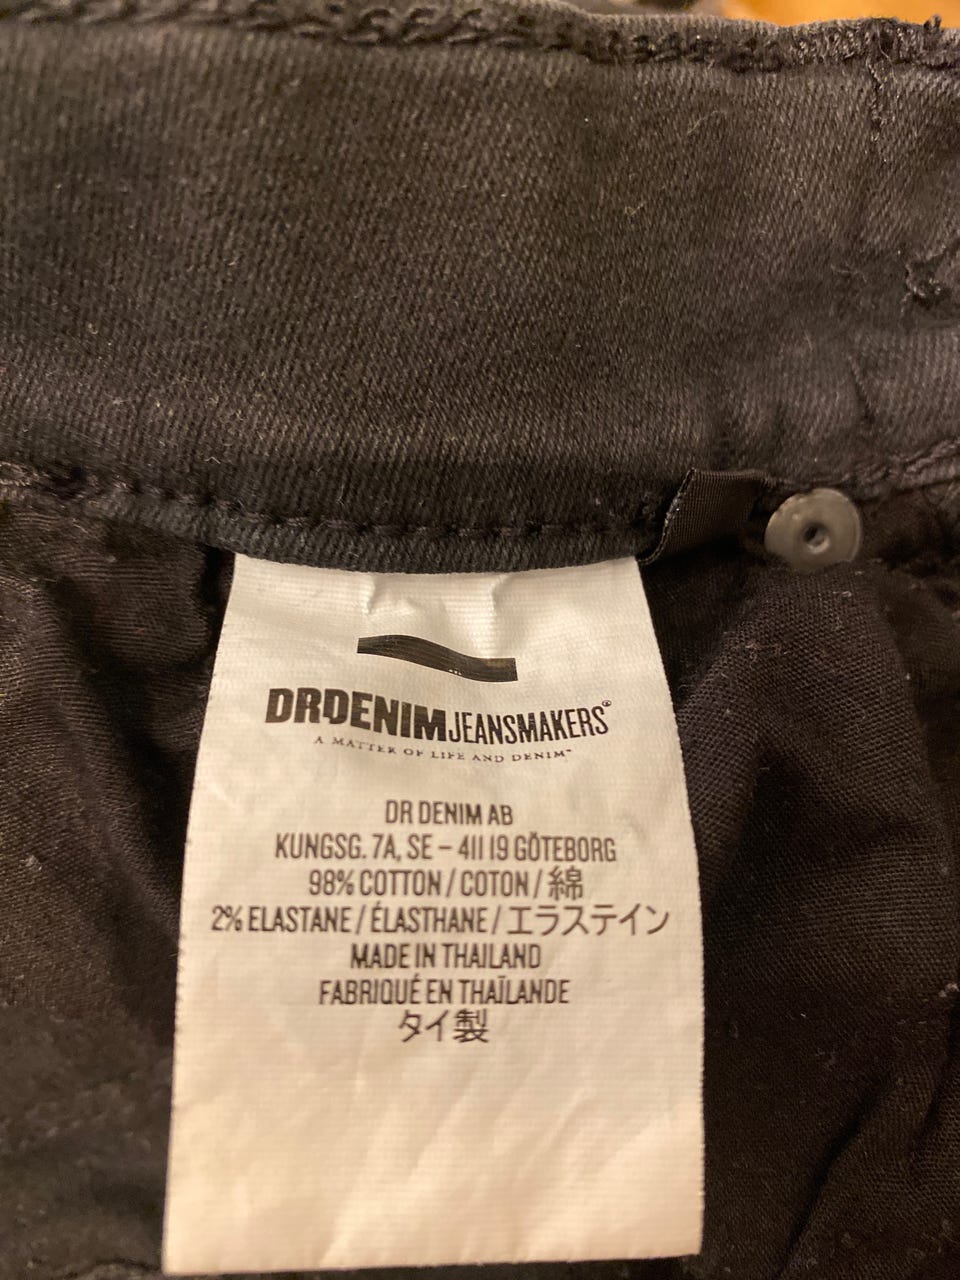 DRDENIMJEANSMAKERS®
A MATTER OF LIFE AND DENIM™
DR DENIM AB
KUNGSG. 7A, SE – 411 19 GÖTEBORG
98% COTTON / COTON / 綿
2% ELASTANE / ÉLASTHANE / エラステイン
MADE IN THAILAND
FABRIQUÉ EN THAÏLANDE
タイ製